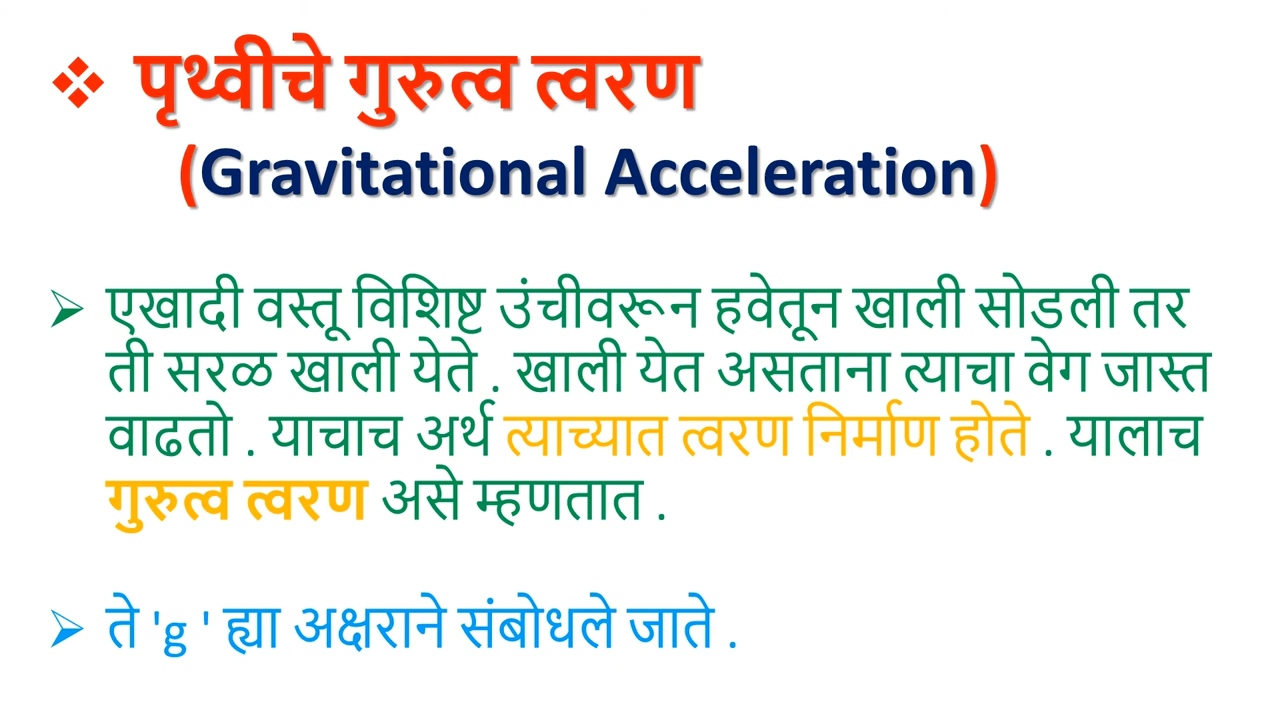 ❖ पृथ्वीचे गुरुत्व त्वरण
(Gravitational Acceleration)
➢ एखादी वस्तू विशिष्ट उंचीवरून हवेतून खाली सोडली तर
ती सरळ खाली येते . खाली येत असताना त्याचा वेग जास्त
वाढतो . याचाच अर्थ त्याच्यात त्वरण निर्माण होते . यालाच
गुरुत्व त्वरण असे म्हणतात .
➢ ते 'g ' ह्या अक्षराने संबोधले जाते .